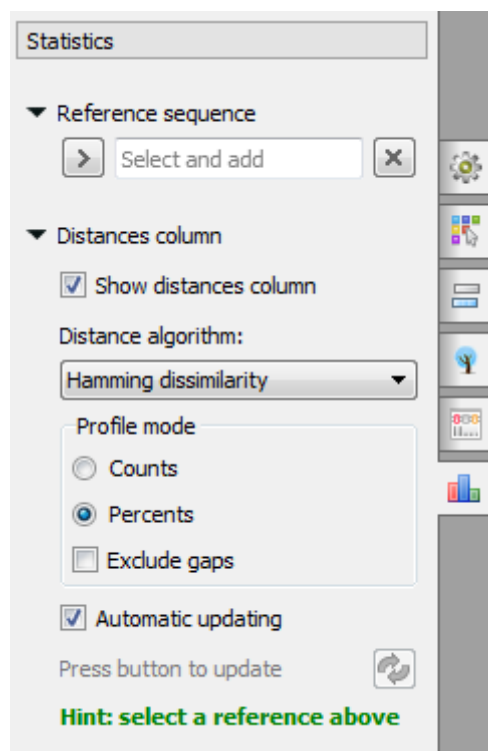 Statistics
Reference sequence
Select and add
Distances column
Show distances column
Distance algorithm:
Hamming dissimilarity
Profile mode
Counts
Percents
Exclude gaps
Automatic updating
Press button to update
Hint: select a reference above